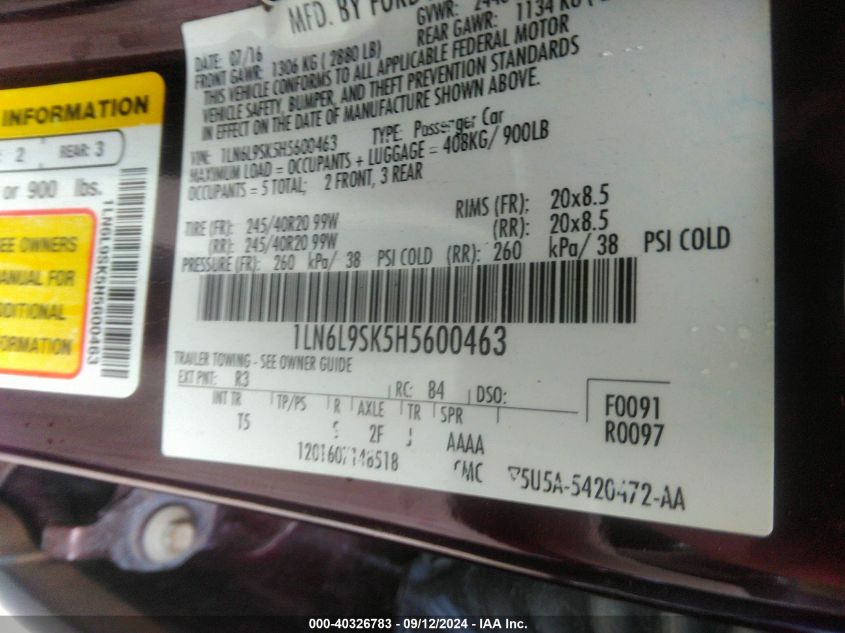 INFORMATION
2 REAR: 3
or 900 lbs.
EE OWNERS
ANUAL FOR
DDITIONAL
FORMATION
1LN6L9SK5H5600463
MFD. BY FORD
GVWR:
DATE: 07/16
FRONT GAWR: 1306 KG ( 2880 LB)
REAR GAWR: 1134 KG (
THIS VEHICLE CONFORMS TO ALL APPLICABLE FEDERAL MOTOR
VEHICLE SAFETY, BUMPER, AND THEFT PREVENTION STANDARDS
IN EFFECT ON THE DATE OF MANUFACTURE SHOWN ABOVE.
VIN: 1LN6L9SK5H5600463 TYPE: Passenger Car
MAXIMUM LOAD = OCCUPANTS + LUGGAGE = 408KG/ 900LB
OCCUPANTS = 5 TOTAL; 2 FRONT, 3 REAR
TIRE (FR): 245/40R20 99W RIMS (FR): 20x8.5
(RR): 245/40R20 99W (RR): 20x8.5
PRESSURE (FR): 260 kPa/ 38 PSI COLD (RR): 260 kPa/ 38 PSI COLD
1LN6L9SK5H5600463
TRAILER TOWING - SEE OWNER GUIDE
EXT PNT: R3 RC: 84 DSO:
INT TR TP/PS R AXLE TR SPR
T5 S 2F J AAAA
F0091
R0097
5U5A-5420472-AA
000-40326783 - 09/12/2024 - IAA Inc.